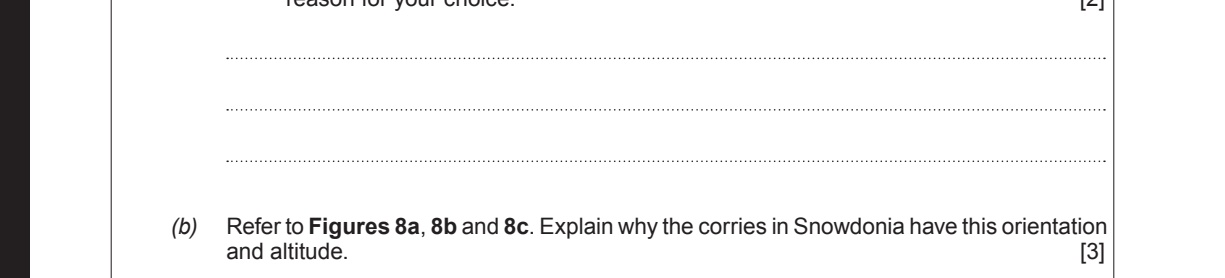 reason for your choice. [2]
(b) Refer to Figures 8a, 8b and 8c. Explain why the corries in Snowdonia have this orientation
and altitude. [3]